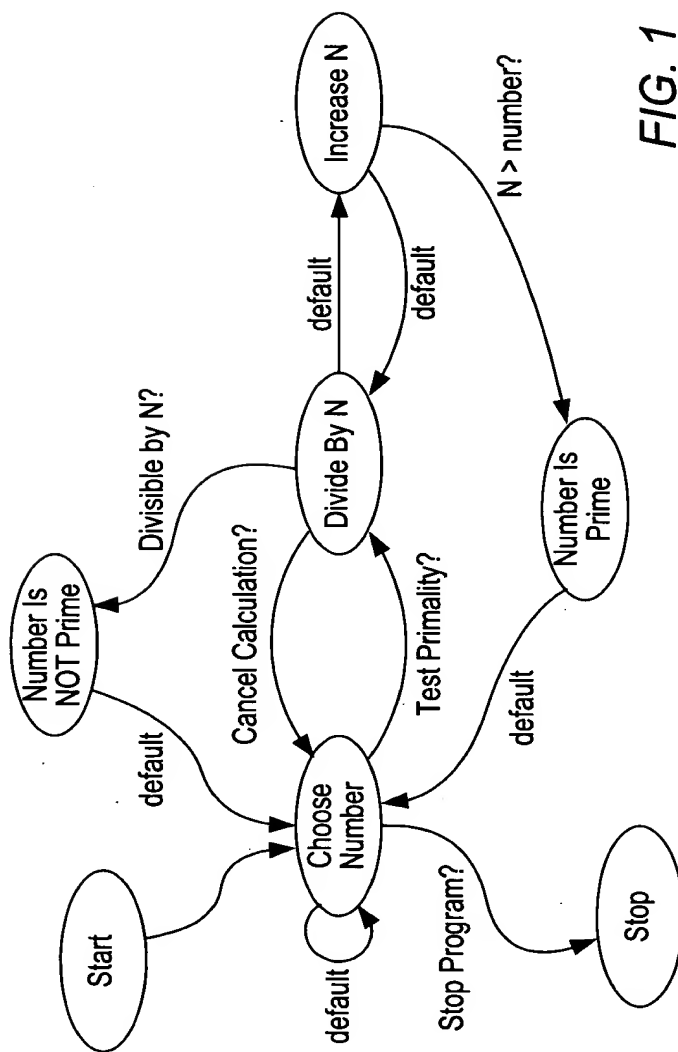 Start
Number Is
NOT Prime
Divisible by N?
default
Cancel Calculation?
default
Choose
Number
default
Divide By N
default
Increase N
default
Test Primality?
Stop Program?
default
N > number?
Number Is
Prime
Stop
FIG. 1